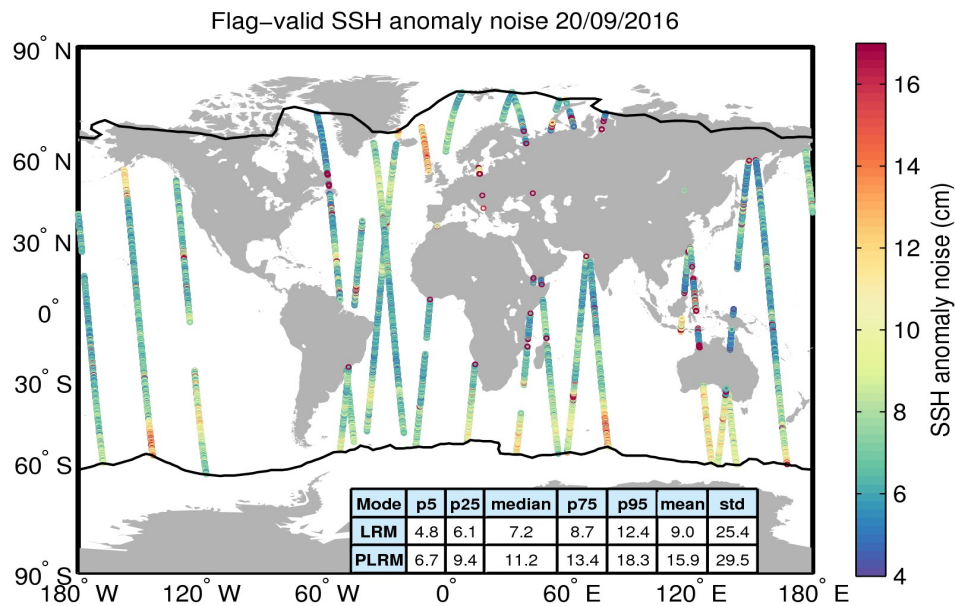 Flag−valid SSH anomaly noise 20/09/2016
90° N
60° N
30° N
0°
30° S
60° S
90° S
180° W
120° W
60° W
0°
60° E
120° E
180° E
16
14
12
10
8
6
4
SSH anomaly noise (cm)
Mode p5 p25 median p75 p95 mean std
LRM 4.8 6.1 7.2 8.7 12.4 9.0 25.4
PLRM 6.7 9.4 11.2 13.4 18.3 15.9 29.5